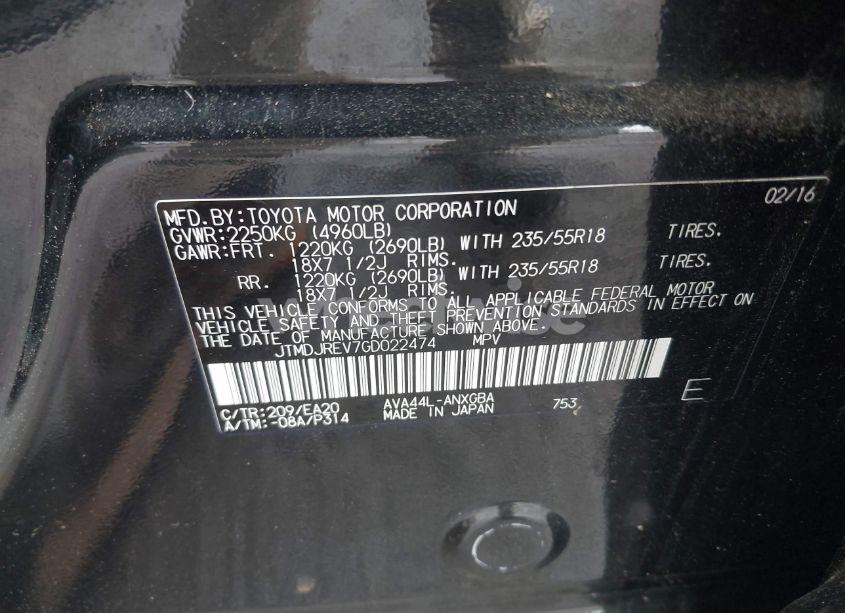 02/16
MFD.BY:TOYOTA MOTOR CORPORATION
GVWR:2250KG (4960LB)
GAWR:FRT. 1220KG (2690LB) WITH 235/55R18 TIRES.
18X7 1/2J RIMS.
RR. 1220KG (2690LB) WITH 235/55R18 TIRES.
18X7 1/2J RIMS.
THIS VEHICLE CONFORMS TO ALL APPLICABLE FEDERAL MOTOR
VEHICLE SAFETY AND THEFT PREVENTION STANDARDS IN EFFECT ON
THE DATE OF MANUFACTURE SHOWN ABOVE.
JTMDJREV7GD022474 MPV
C/TR:209/EA20 AVA44L-ANXGBA 753 E
A/TM:-08A/P314 MADE IN JAPAN